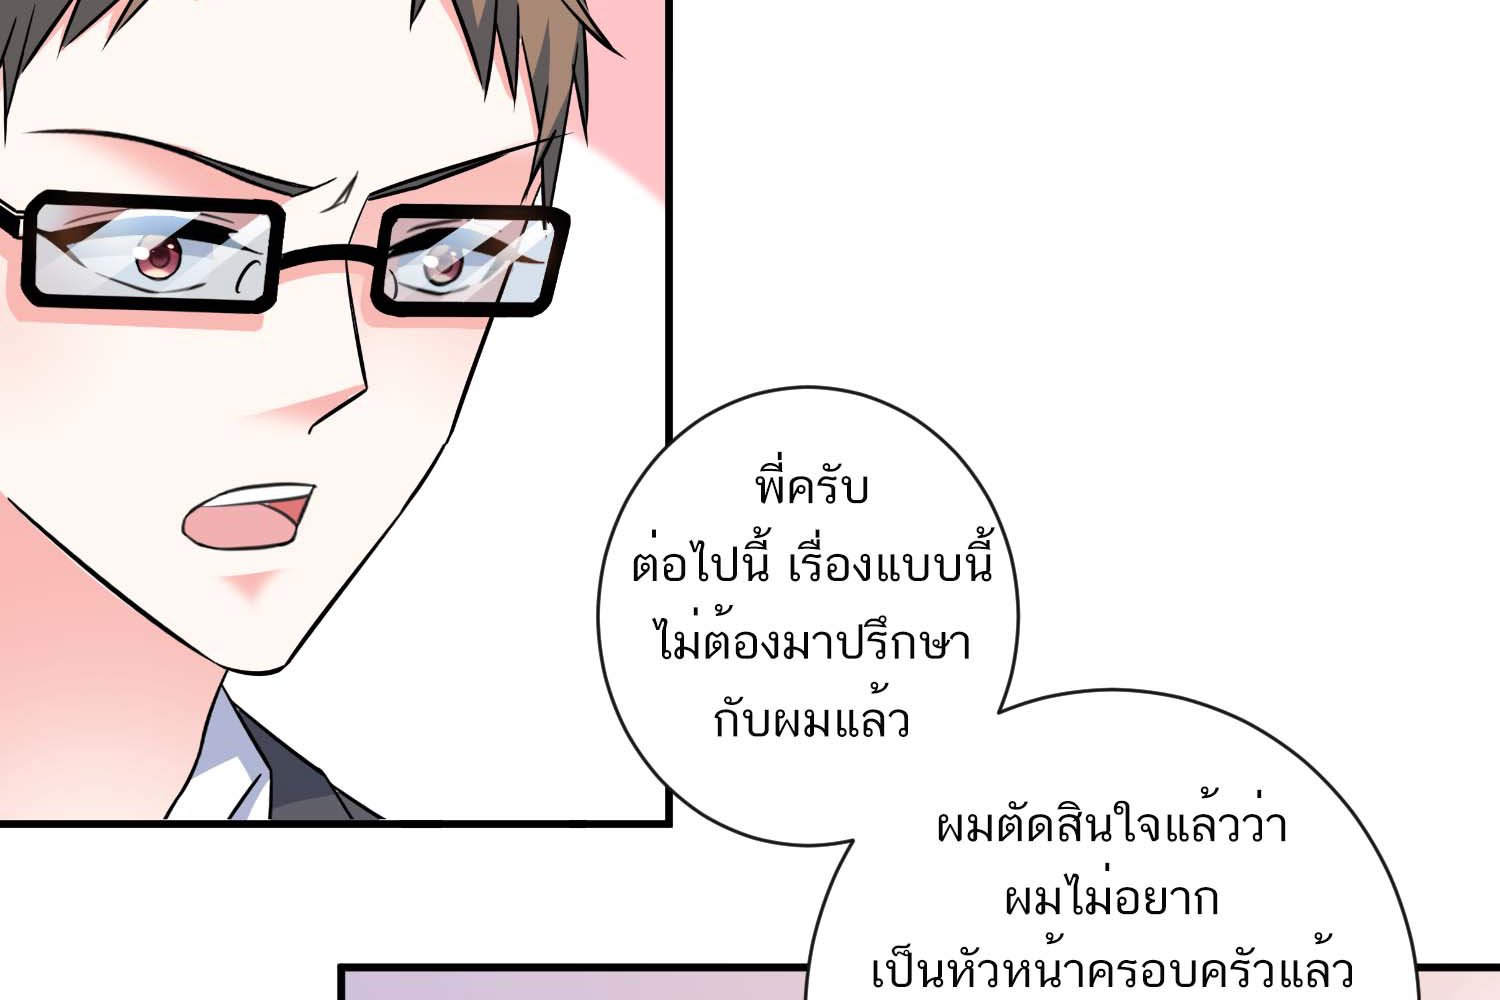 พี่ครับ
ต่อไปนี้ เรื่องแบบนี้
ไม่ต้องมาปรึกษา
กับผมแล้ว
ผมตัดสินใจแล้วว่า
ผมไม่อยาก
เป็นหัวหน้าครอบครัวแล้ว